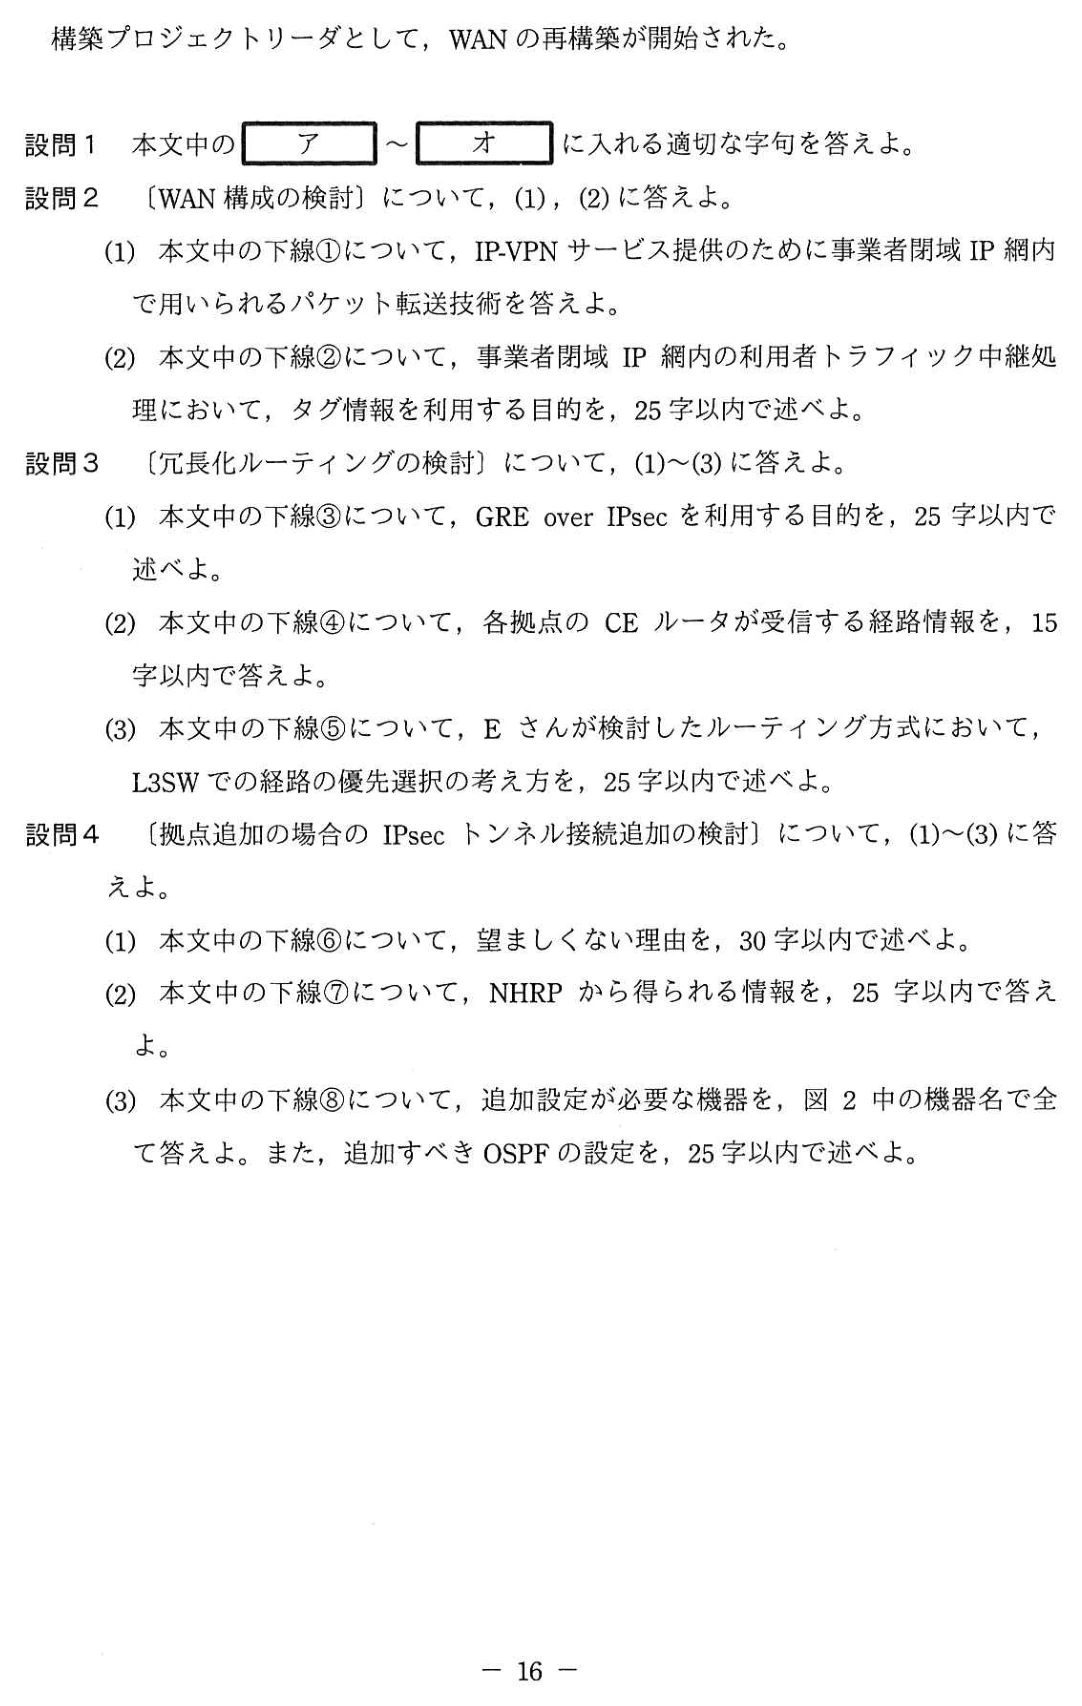 構築プロジェクトリーダとして，WAN の再構築が開始された。
設問1 本文中の ア ～ オ に入れる適切な字句を答えよ。
設問2 〔WAN 構成の検討〕について，(1)，(2) に答えよ。
(1) 本文中の下線①について，IP-VPN サービス提供のために事業者閉域 IP 網内
で用いられるパケット転送技術を答えよ。
(2) 本文中の下線②について，事業者閉域 IP 網内の利用者トラフィック中継処
理において，タグ情報を利用する目的を，25 字以内で述べよ。
設問3 〔冗長化ルーティングの検討〕について，(1)～(3) に答えよ。
(1) 本文中の下線③について，GRE over IPsec を利用する目的を，25 字以内で
述べよ。
(2) 本文中の下線④について，各拠点の CE ルータが受信する経路情報を，15
字以内で答えよ。
(3) 本文中の下線⑤について，E さんが検討したルーティング方式において，
L3SW での経路の優先選択の考え方を，25 字以内で述べよ。
設問4 〔拠点追加の場合の IPsec トンネル接続追加の検討〕について，(1)～(3) に答
えよ。
(1) 本文中の下線⑥について，望ましくない理由を，30 字以内で述べよ。
(2) 本文中の下線⑦について，NHRP から得られる情報を，25 字以内で答え
よ。
(3) 本文中の下線⑧について，追加設定が必要な機器を，図 2 中の機器名で全
て答えよ。また，追加すべき OSPF の設定を，25 字以内で述べよ。
－ 16 －